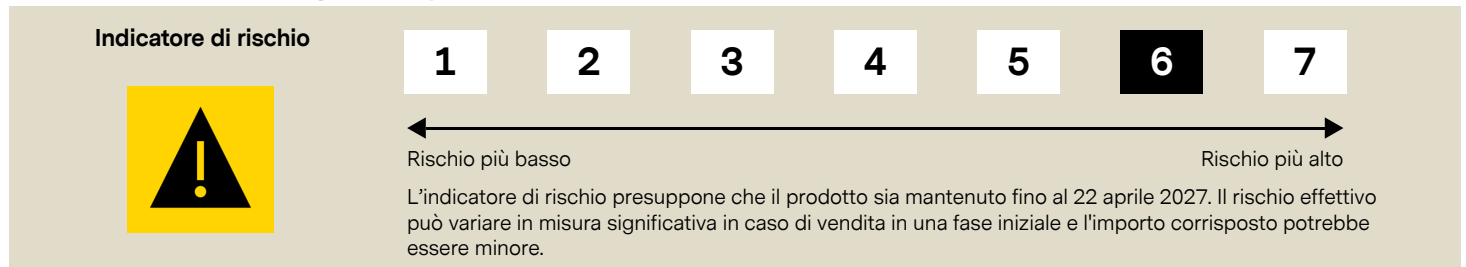 Indicatore di rischio
1 2 3 4 5 6 7
Rischio più basso Rischio più alto
L'indicatore di rischio presuppone che il prodotto sia mantenuto fino al 22 aprile 2027. Il rischio effettivo
può variare in misura significativa in caso di vendita in una fase iniziale e l'importo corrisposto potrebbe
essere minore.